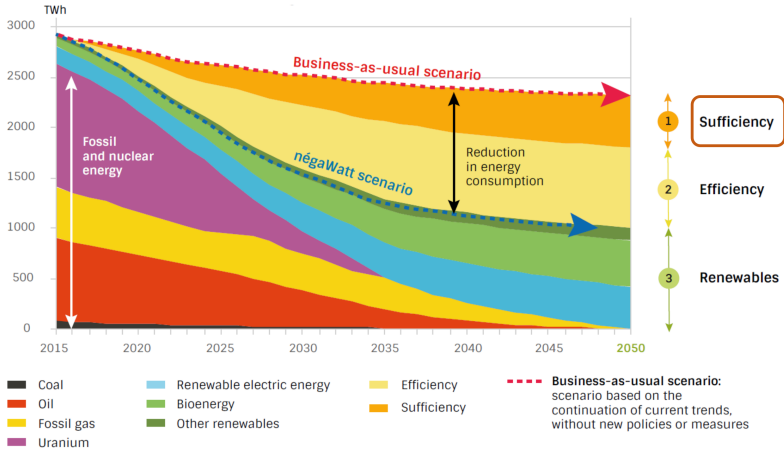 TWh
3000
2500
2000
1500
1000
500
0
2015
2020
2025
2030
2035
2040
2045
2050
Business-as-usual scenario
Fossil
and nuclear
energy
négaWatt scenario
Reduction
in energy
consumption
1 Sufficiency
2 Efficiency
3 Renewables
Coal
Oil
Fossil gas
Uranium
Renewable electric energy
Bioenergy
Other renewables
Efficiency
Sufficiency
Business-as-usual scenario:
scenario based on the
continuation of current trends,
without new policies or measures